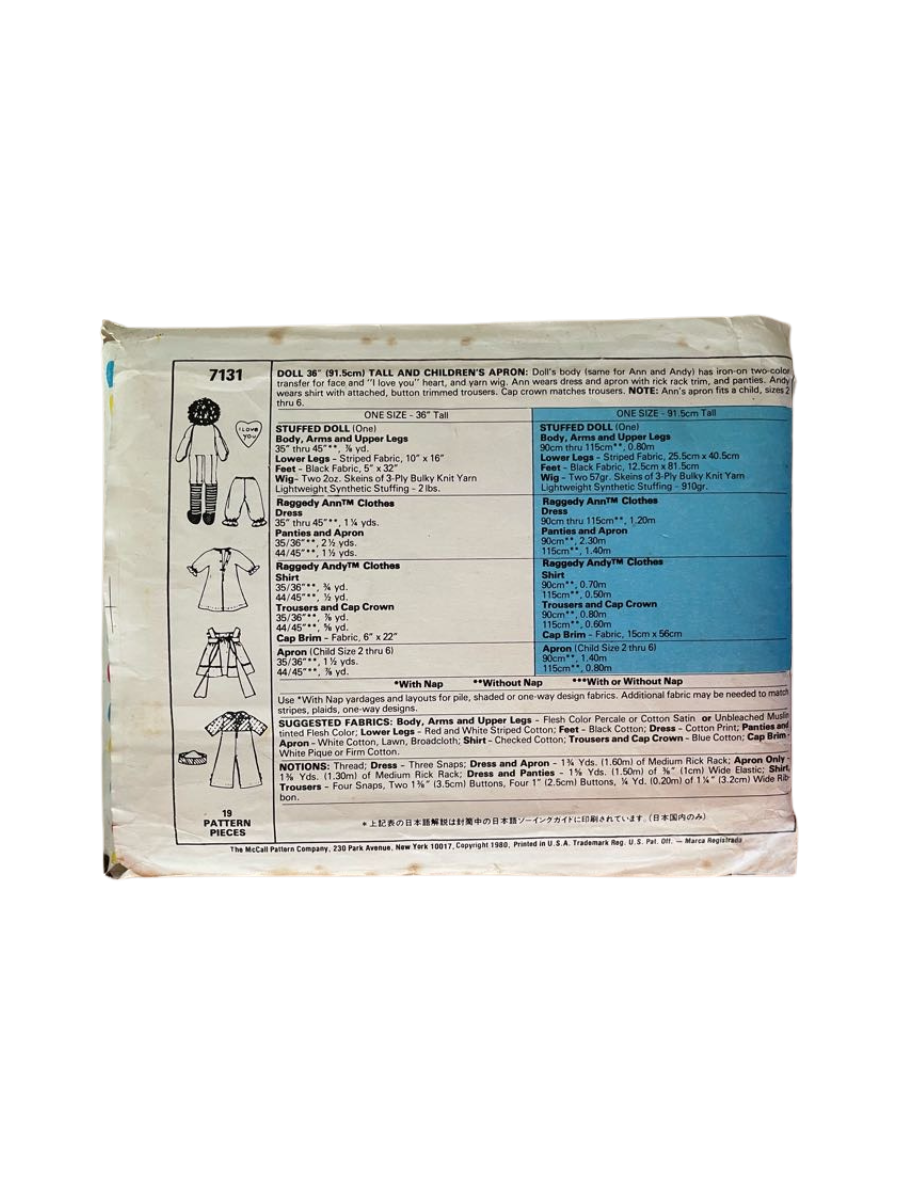 7131
I LOVE
YOU
19
PATTERN
PIECES
DOLL 36" (91.5cm) TALL AND CHILDREN'S APRON: Doll's body (same for Ann and Andy) has iron-on two-color
transfer for face and "I love you" heart, and yarn wig. Ann wears dress and apron with rick rack trim, and panties. Andy
wears shirt with attached, button trimmed trousers. Cap crown matches trousers. NOTE: Ann's apron fits a child, sizes 2
thru 6.
ONE SIZE - 36" Tall
STUFFED DOLL (One)
Body, Arms and Upper Legs
35" thru 45"**, ⅞ yd.
Lower Legs - Striped Fabric, 10" x 16"
Feet - Black Fabric, 5" x 32"
Wig- Two 2oz. Skeins of 3-Ply Bulky Knit Yarn
Lightweight Synthetic Stuffing - 2 lbs.
Raggedy Ann™ Clothes
Dress
35" thru 45"**, 1¼ yds.
Panties and Apron
35/36"**, 2½ yds.
44/45"**, 1½ yds.
Raggedy Andy™ Clothes
Shirt
35/36"**, ¾ yd.
44/45"**, ½ yd.
Trousers and Cap Crown
35/36"**, ⅞ yd.
44/45"**, ⅝ yd.
Cap Brim - Fabric, 6" x 22"
Apron (Child Size 2 thru 6)
35/36"**, 1½ yds.
44/45"**, ⅞ yd.
ONE SIZE - 91.5cm Tall
STUFFED DOLL (One)
Body, Arms and Upper Legs
90cm thru 115cm**, 0.80m
Lower Legs - Striped Fabric, 25.5cm x 40.5cm
Feet - Black Fabric, 12.5cm x 81.5cm
Wig - Two 57gr. Skeins of 3-Ply Bulky Knit Yarn
Lightweight Synthetic Stuffing - 910gr.
Raggedy Ann™ Clothes
Dress
90cm thru 115cm**, 1.20m
Panties and Apron
90cm**, 2.30m
115cm**, 1.40m
Raggedy Andy™ Clothes
Shirt
90cm**, 0.70m
115cm**, 0.50m
Trousers and Cap Crown
90cm**, 0.80m
115cm**, 0.60m
Cap Brim - Fabric, 15cm x 56cm
Apron (Child Size 2 thru 6)
90cm**, 1.40m
115cm**, 0.80m
*With Nap **Without Nap ***With or Without Nap
Use *With Nap yardages and layouts for pile, shaded or one-way design fabrics. Additional fabric may be needed to match
stripes, plaids, one-way designs.
SUGGESTED FABRICS: Body, Arms and Upper Legs - Flesh Color Percale or Cotton Satin or Unbleached Muslin
tinted Flesh Color; Lower Legs - Red and White Striped Cotton; Feet - Black Cotton; Dress - Cotton Print; Panties and
Apron - White Cotton, Lawn, Broadcloth; Shirt - Checked Cotton; Trousers and Cap Crown - Blue Cotton; Cap Brim -
White Pique or Firm Cotton.
NOTIONS: Thread; Dress - Three Snaps; Dress and Apron - 1¾ Yds. (1.60m) of Medium Rick Rack; Apron Only -
1⅜ Yds. (1.30m) of Medium Rick Rack; Dress and Panties - 1⅝ Yds. (1.50m) of ⅜" (1cm) Wide Elastic; Shirt,
Trousers - Four Snaps, Two 1⅜" (3.5cm) Buttons, Four 1" (2.5cm) Buttons, ¼ Yd. (0.20m) of 1¼" (3.2cm) Wide Rib-
bon.
*上記表の日本語解説は封筒中の日本語ソーイングガイドに印刷されています。(日本国内のみ)
The McCall Pattern Company, 230 Park Avenue, New York 10017, Copyright 1980, Printed in U.S.A. Trademark Reg. U.S. Pat. Off. — Marca Registrada